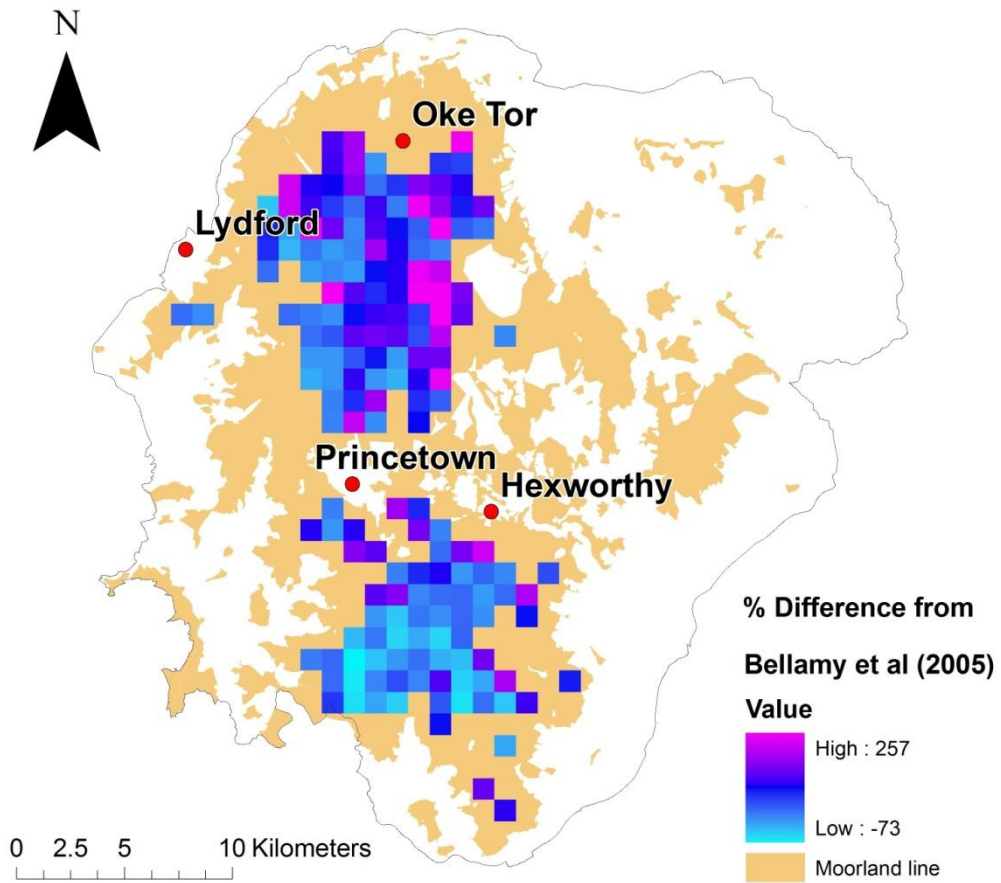 N
Oke Tor
Lydford
Princetown
Hexworthy
% Difference from
Bellamy et al (2005)
Value
High : 257
Low : -73
Moorland line
0 2.5 5 10 Kilometers